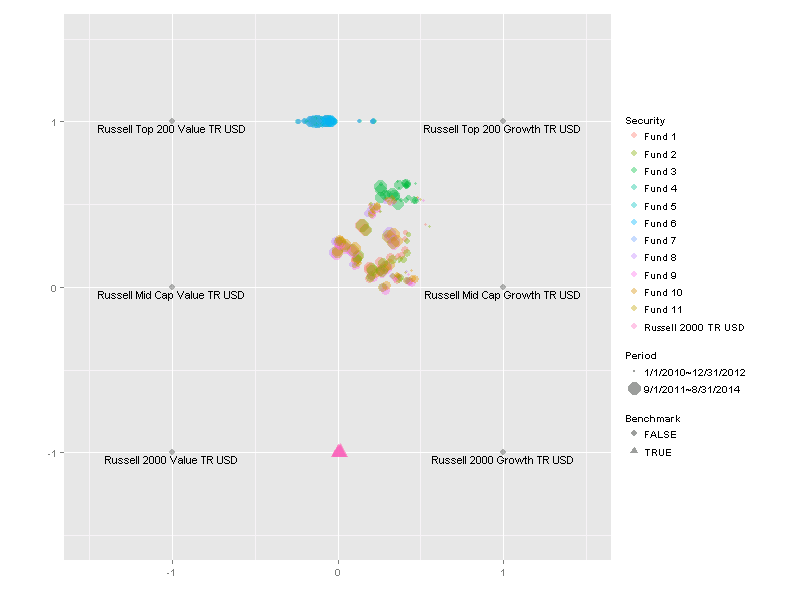 1
Russell Top 200 Value TR USD
Russell Top 200 Growth TR USD
0
Russell Mid Cap Value TR USD
Russell Mid Cap Growth TR USD
-1
Russell 2000 Value TR USD
Russell 2000 Growth TR USD
-1
0
1
Security
Fund 1
Fund 2
Fund 3
Fund 4
Fund 5
Fund 6
Fund 7
Fund 8
Fund 9
Fund 10
Fund 11
Russell 2000 TR USD
Period
1/1/2010~12/31/2012
9/1/2011~8/31/2014
Benchmark
FALSE
TRUE